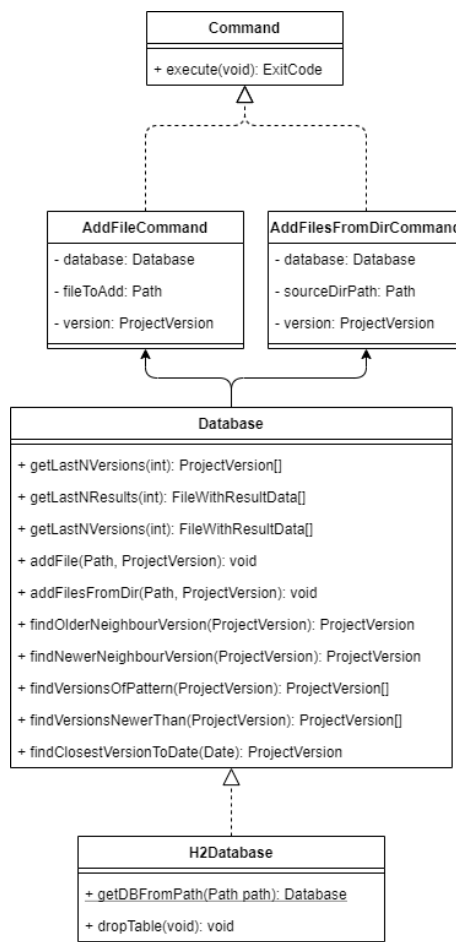 Command
+ execute(void): ExitCode
AddFileCommand
- database: Database
- fileToAdd: Path
- version: ProjectVersion
AddFilesFromDirCommand
- database: Database
- sourceDirPath: Path
- version: ProjectVersion
Database
+ getLastNVersions(int): ProjectVersion[]
+ getLastNResults(int): FileWithResultData[]
+ getLastNVersions(int): FileWithResultData[]
+ addFile(Path, ProjectVersion): void
+ addFilesFromDir(Path, ProjectVersion): void
+ findOlderNeighbourVersion(ProjectVersion): ProjectVersion
+ findNewerNeighbourVersion(ProjectVersion): ProjectVersion
+ findVersionsOfPattern(ProjectVersion): ProjectVersion[]
+ findVersionsNewerThan(ProjectVersion): ProjectVersion[]
+ findClosestVersionToDate(Date): ProjectVersion
H2Database
+ getDBFromPath(Path path): Database
+ dropTable(void): void